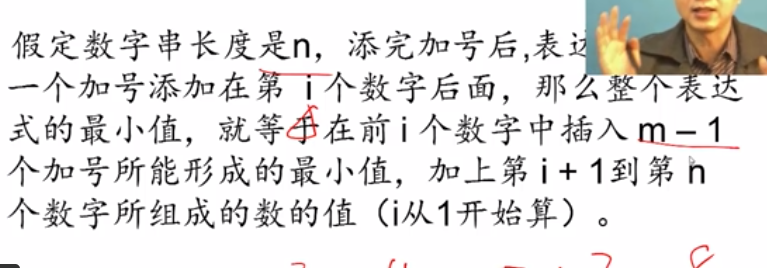 假定数字串长度是n，添完加号后,表达
一个加号添加在第 i 个数字后面，那么整个表达
式的最小值，就等于在前 i 个数字中插入 m – 1
个加号所能形成的最小值，加上第 i + 1到第 n
个数字所组成的数的值（i从1开始算）。